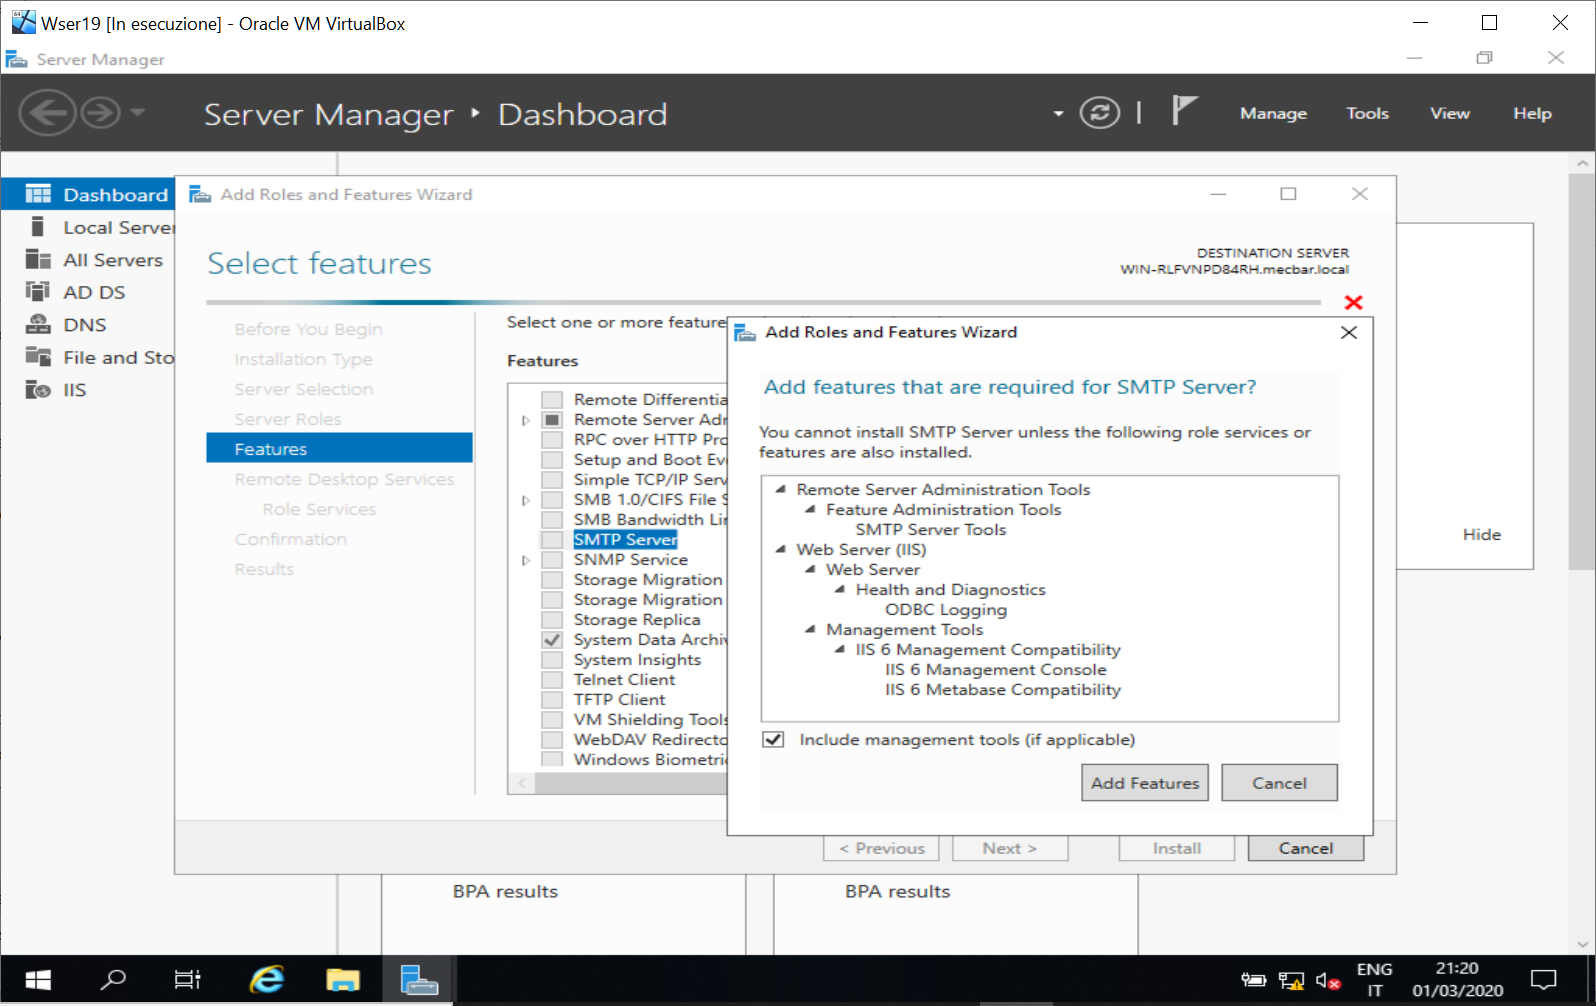 Wser19 [In esecuzione] - Oracle VM VirtualBox
Server Manager
Server Manager
Dashboard
Manage
Tools
View
Help
Dashboard
Local Server
All Servers
AD DS
DNS
File and Sto
IIS
Add Roles and Features Wizard
Select features
DESTINATION SERVER
WIN-RLFVNPD84RH.mecbar.local
Before You Begin
Installation Type
Server Selection
Server Roles
Features
Remote Desktop Services
Role Services
Confirmation
Results
Select one or more feature
Features
Remote Differentia
Remote Server Adr
RPC over HTTP Pro
Setup and Boot Eve
Simple TCP/IP Serv
SMB 1.0/CIFS File S
SMB Bandwidth Lir
SMTP Server
SNMP Service
Storage Migration
Storage Migration
Storage Replica
System Data Archiv
System Insights
Telnet Client
TFTP Client
VM Shielding Tools
WebDAV Redirecto
Windows Biometri
Add Roles and Features Wizard
Add features that are required for SMTP Server?
You cannot install SMTP Server unless the following role services or
features are also installed.
Remote Server Administration Tools
Feature Administration Tools
SMTP Server Tools
Web Server (IIS)
Web Server
Health and Diagnostics
ODBC Logging
Management Tools
IIS 6 Management Compatibility
IIS 6 Management Console
IIS 6 Metabase Compatibility
Include management tools (if applicable)
Add Features
Cancel
Hide
< Previous
Next >
Install
Cancel
BPA results
BPA results
ENG
IT
21:20
01/03/2020